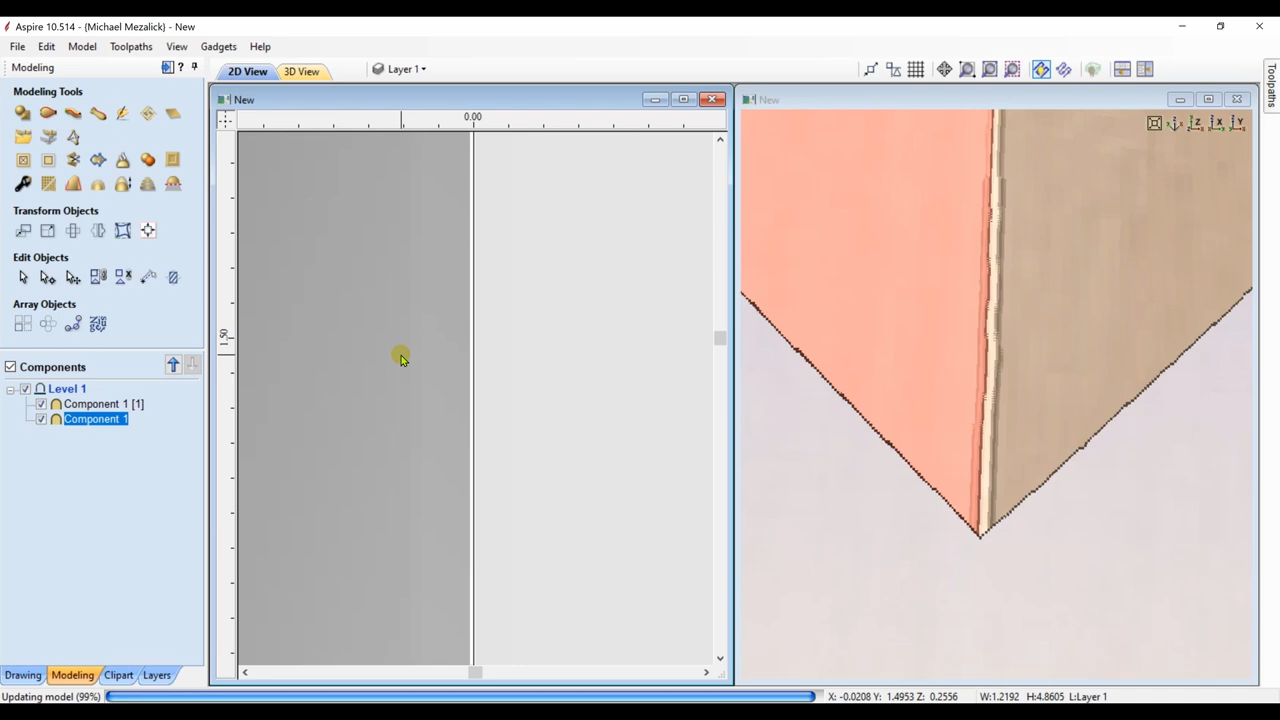 Aspire 10.514 - {Michael Mezalick} - New
File Edit Model Toolpaths View Gadgets Help
Modeling
?
2D View
3D View
Layer 1
Toolpaths
Modeling Tools
New
New
0.00
Z
X
Y
Transform Objects
Edit Objects
Array Objects
1.50
Components
Level 1
Component 1 [1]
Component 1
Drawing
Modeling
Clipart
Layers
Updating model (99%)
X: -0.0208 Y: 1.4953 Z: 0.2556
W:1.2192 H:4.8605 L:Layer 1